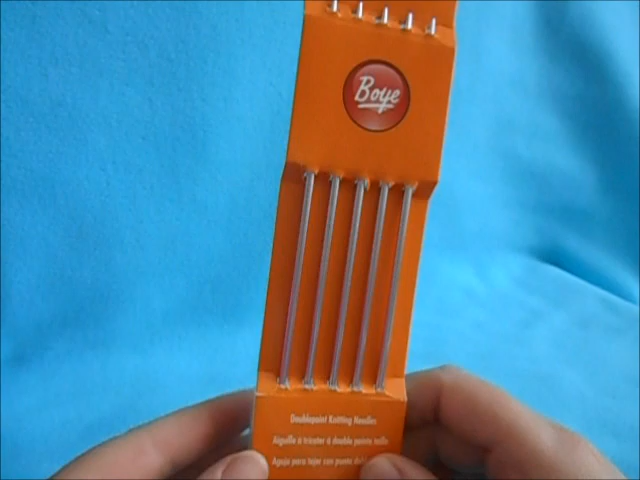 Boye
Doublepoint Knitting Needles
Aiguille à tricoter à double pointe
Aguja para tejer con punta